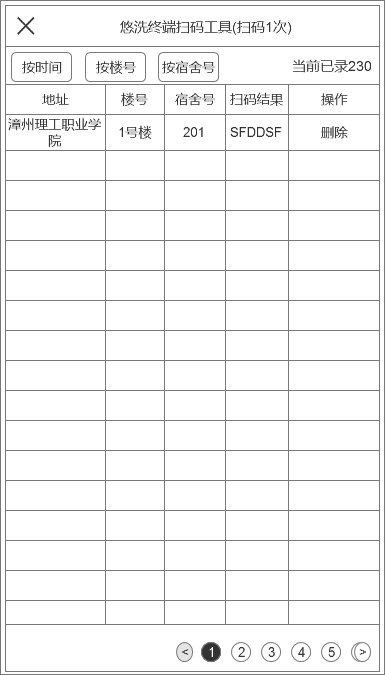 悠洗终端扫码工具(扫码1次)
按时间 按楼号 按宿舍号 当前已录230
地址 楼号 宿舍号 扫码结果 操作
漳州理工职业学
院 1号楼 201 SFDDSF 删除
< 1 2 3 4 5 >